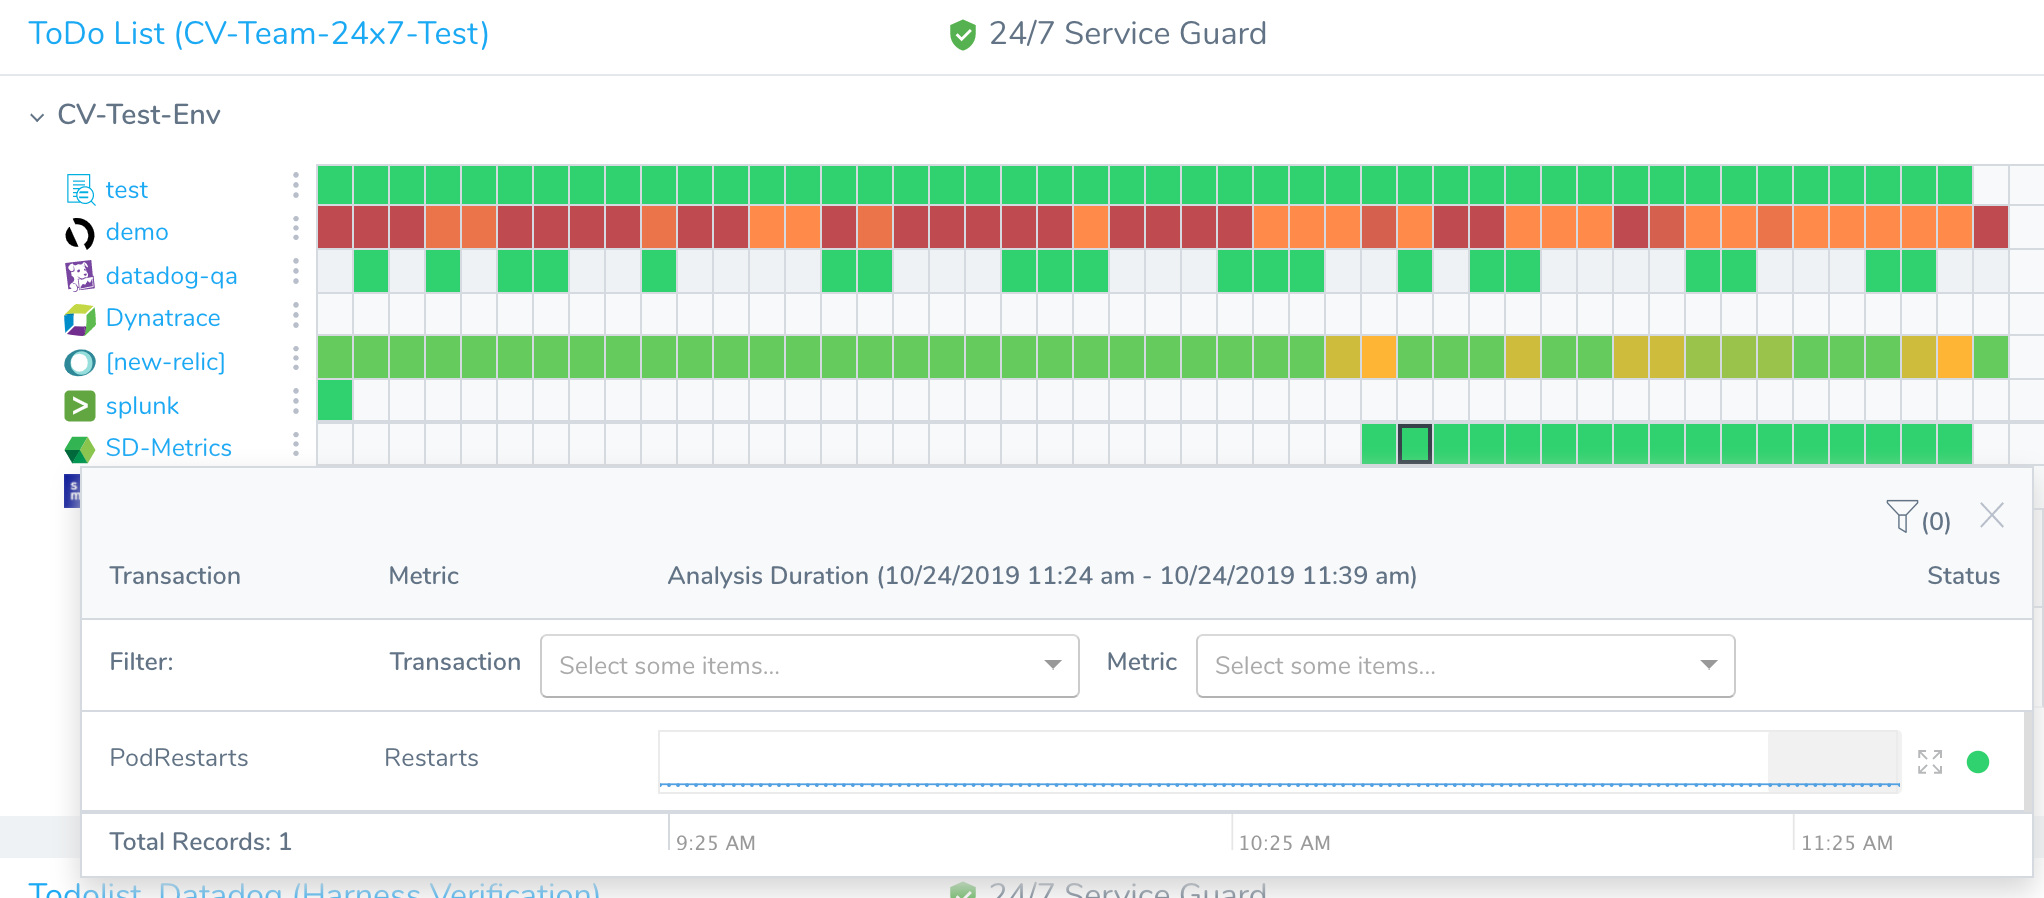 ToDo List (CV-Team-24x7-Test)
24/7 Service Guard
CV-Test-Env
test
demo
datadog-qa
Dynatrace
[new-relic]
splunk
SD-Metrics
s
m
(0)
Transaction Metric Analysis Duration (10/24/2019 11:24 am - 10/24/2019 11:39 am) Status
Filter: Transaction Select some items... Metric Select some items...
PodRestarts Restarts
Total Records: 1 9:25 AM 10:25 AM 11:25 AM
Todolist Datadog (Harness Verification)
24/7 Service Guard